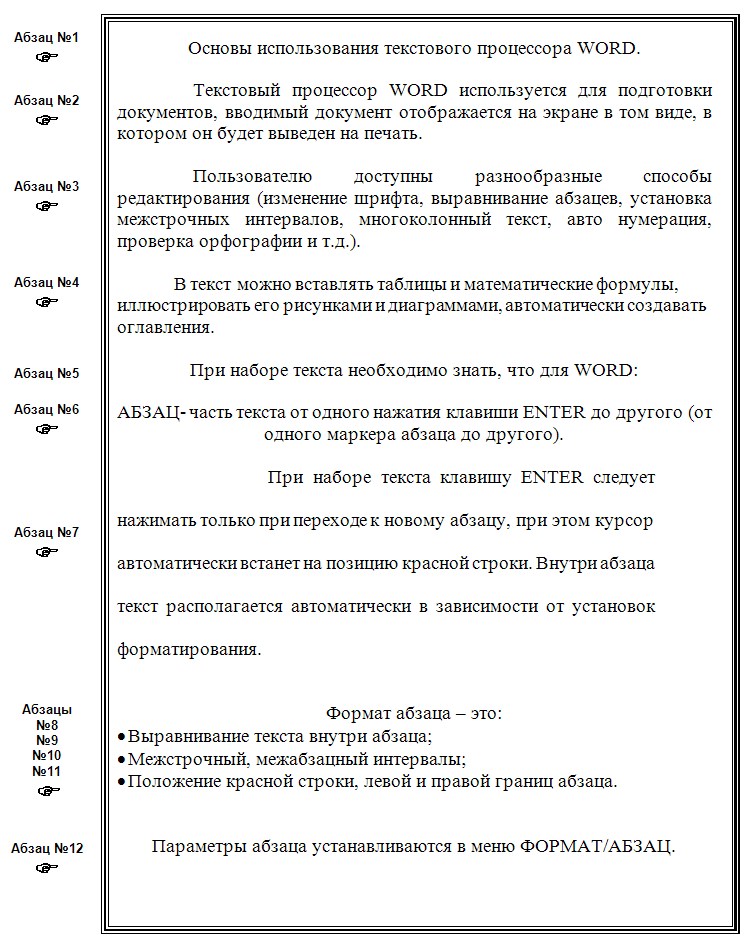 Абзац №1
Основы использования текстового процессора WORD.
Абзац №2
Текстовый процессор WORD используется для подготовки
документов, вводимый документ отображается на экране в том виде, в
котором он будет выведен на печать.
Абзац №3
Пользователю доступны разнообразные способы
редактирования (изменение шрифта, выравнивание абзацев, установка
межстрочных интервалов, многоколонный текст, авто нумерация,
проверка орфографии и т.д.).
Абзац №4
В текст можно вставлять таблицы и математические формулы,
иллюстрировать его рисунками и диаграммами, автоматически создавать
оглавления.
Абзац №5
При наборе текста необходимо знать, что для WORD:
Абзац №6
АБЗАЦ- часть текста от одного нажатия клавиши ENTER до другого (от
одного маркера абзаца до другого).
Абзац №7
При наборе текста клавишу ENTER следует
нажимать только при переходе к новому абзацу, при этом курсор
автоматически встанет на позицию красной строки. Внутри абзаца
текст располагается автоматически в зависимости от установок
форматирования.
Абзацы
№8
№9
№10
№11
Формат абзаца – это:
•Выравнивание текста внутри абзаца;
•Межстрочный, межабзацный интервалы;
•Положение красной строки, левой и правой границ абзаца.
Абзац №12
Параметры абзаца устанавливаются в меню ФОРМАТ/АБЗАЦ.